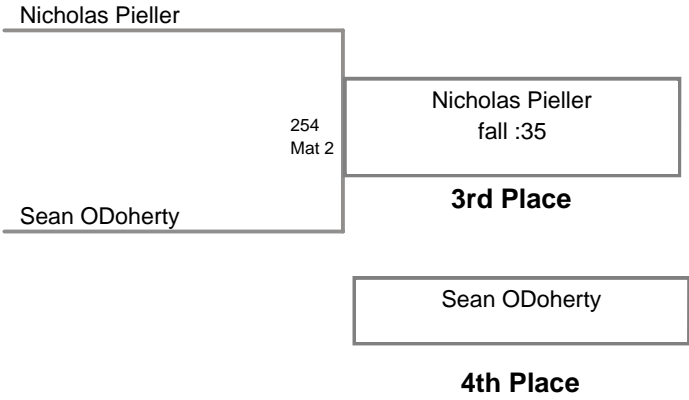 Nicholas Pieller
254
Mat 2
Nicholas Pieller
fall :35
3rd Place
Sean ODoherty
Sean ODoherty
4th Place